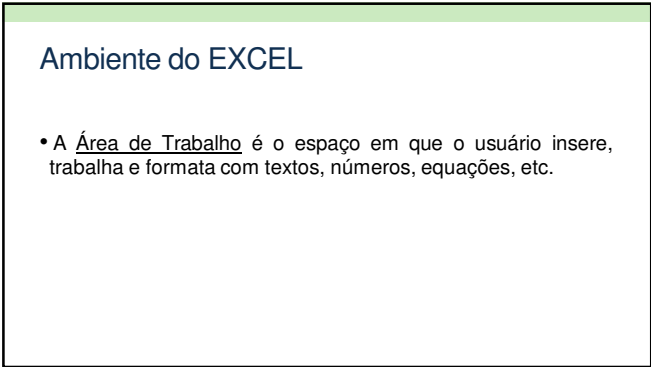 Ambiente do EXCEL
• A Área de Trabalho é o espaço em que o usuário insere,
trabalha e formata com textos, números, equações, etc.